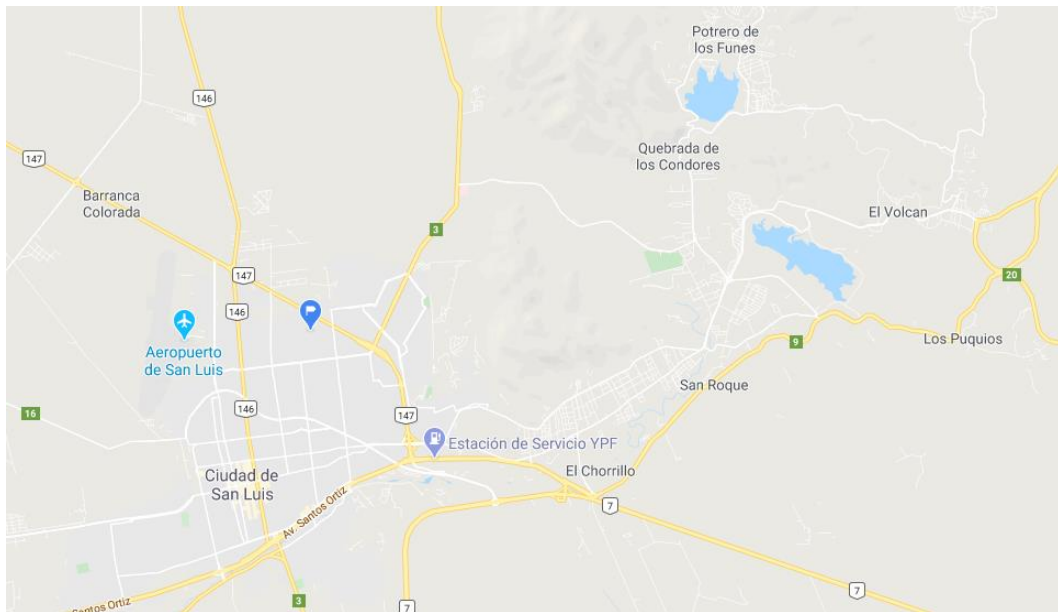 Potrero de
los Funes
146
147
Quebrada de
los Condores
Barranca
Colorada
El Volcan
3
147
20
146
Aeropuerto
de San Luis
Los Puquios
9
San Roque
16
146
147
Estación de Servicio YPF
El Chorrillo
Ciudad de
San Luis
7
Av. Santos Ortiz
7
3
7
Santos Ortiz